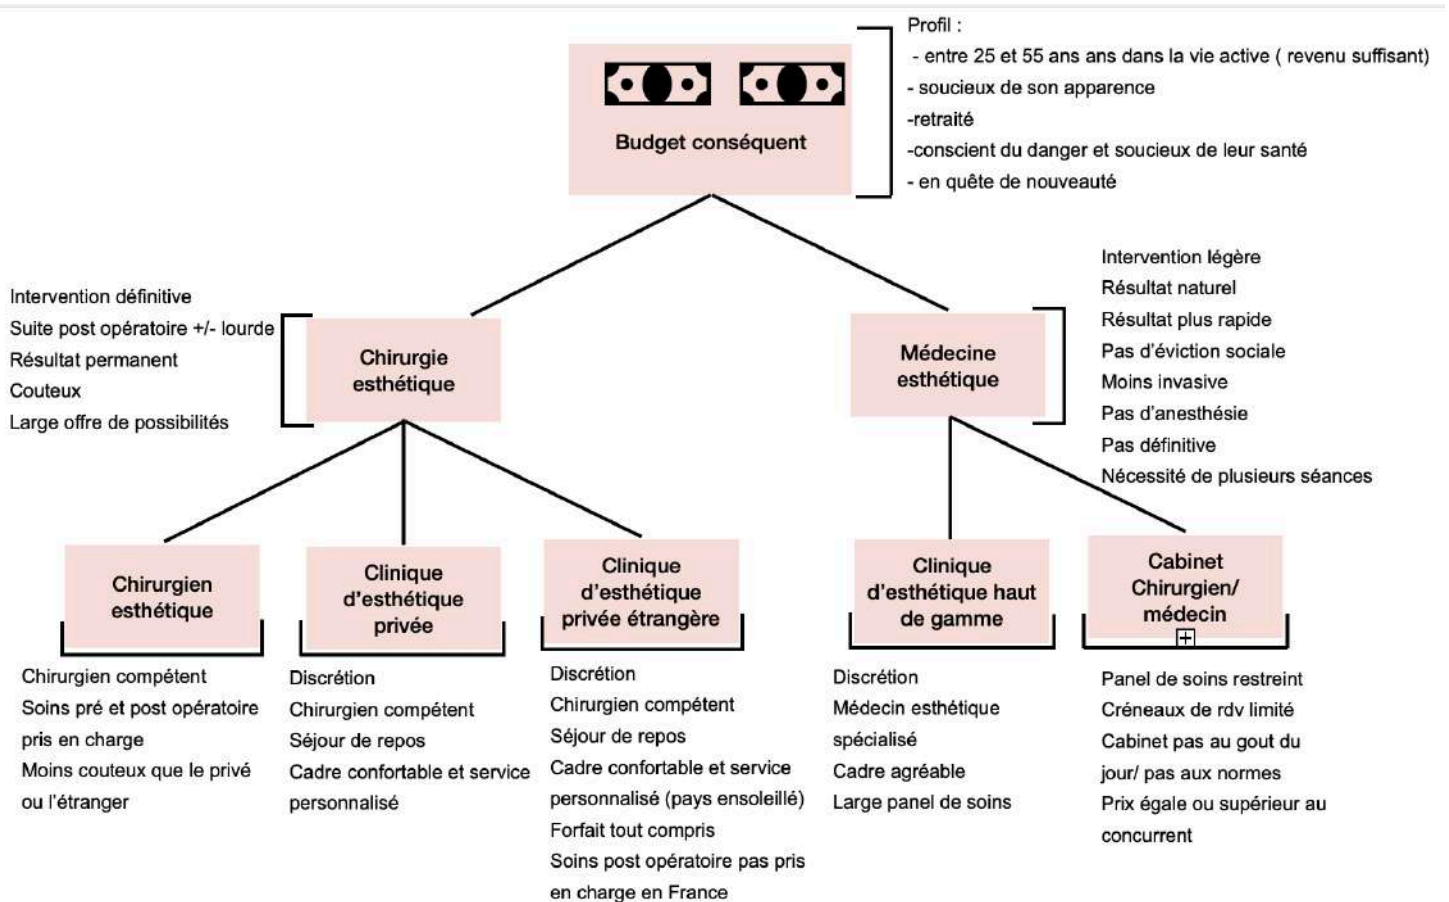 Profil :
- entre 25 et 55 ans ans dans la vie active ( revenu suffisant)
- soucieux de son apparence
-retraité
-conscient du danger et soucieux de leur santé
- en quête de nouveauté
Budget conséquent
Intervention définitive
Suite post opératoire +/- lourde
Résultat permanent
Couteux
Large offre de possibilités
Chirurgie
esthétique
Médecine
esthétique
Intervention légère
Résultat naturel
Résultat plus rapide
Pas d'éviction sociale
Moins invasive
Pas d'anesthésie
Pas définitive
Nécessité de plusieurs séances
Chirurgien
esthétique
Chirurgien compétent
Soins pré et post opératoire
pris en charge
Moins couteux que le privé
ou l'étranger
Clinique
d'esthétique
privée
Discrétion
Chirurgien compétent
Séjour de repos
Cadre confortable et service
personnalisé
Clinique
d'esthétique
privée étrangère
Discrétion
Chirurgien compétent
Séjour de repos
Cadre confortable et service
personnalisé (pays ensoleillé)
Forfait tout compris
Soins post opératoire pas pris
en charge en France
Clinique
d'esthétique haut
de gamme
Discrétion
Médecin esthétique
spécialisé
Cadre agréable
Large panel de soins
Cabinet
Chirurgien/
médecin
Panel de soins restreint
Créneaux de rdv limité
Cabinet pas au gout du
jour/ pas aux normes
Prix égale ou supérieur au
concurrent